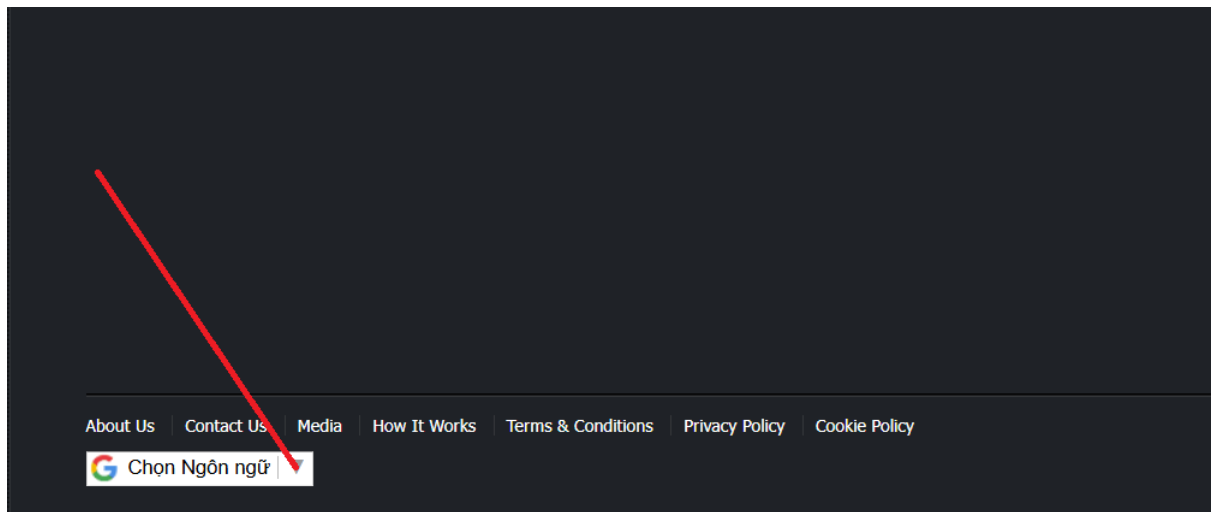 About Us Contact Us Media How It Works Terms & Conditions Privacy Policy Cookie Policy
Chọn Ngôn ngữ